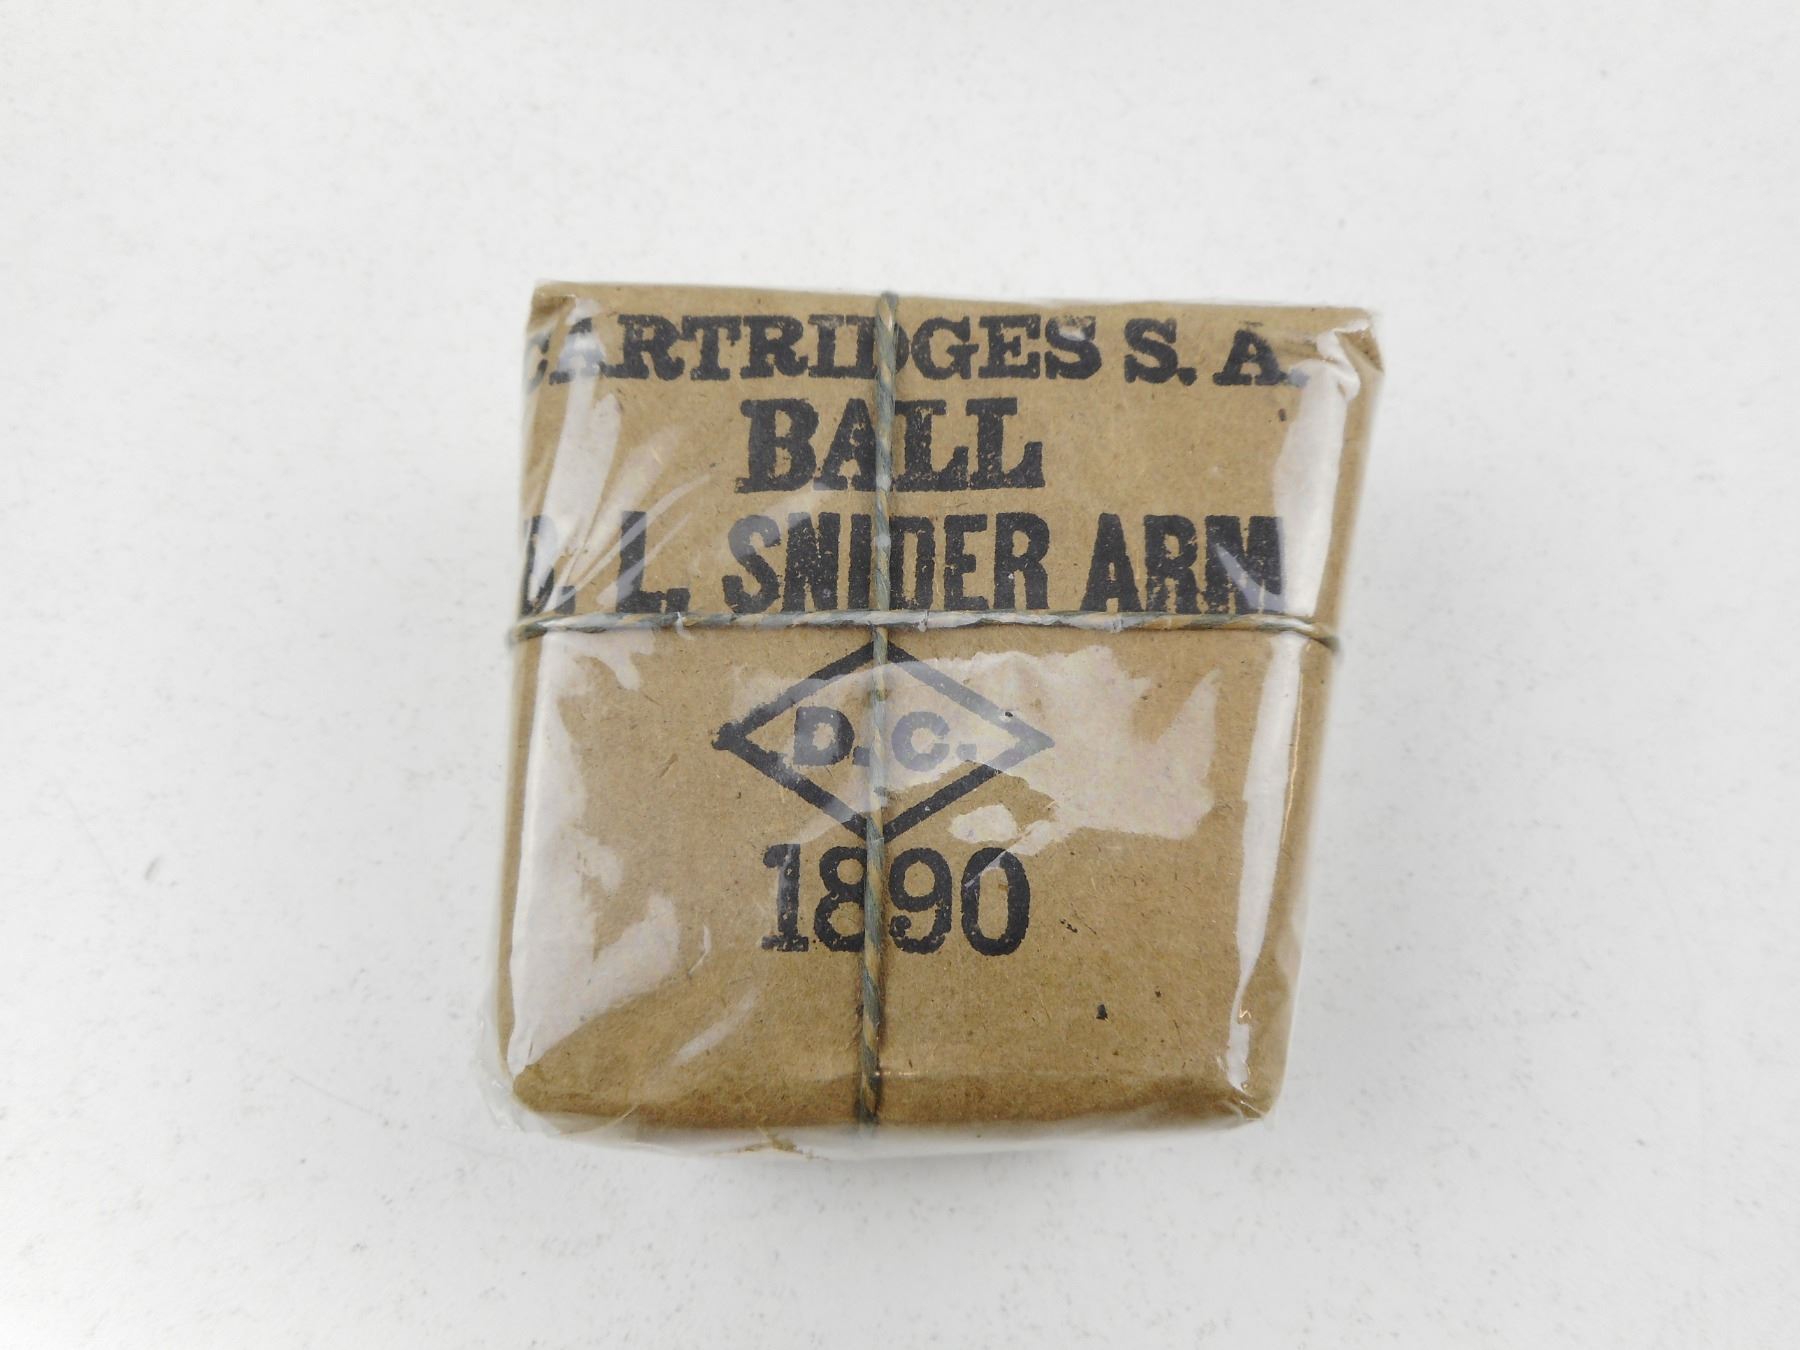 CARTRIDGES S. A.
BALL
D. L. SNIDER ARM
D. C.
1890